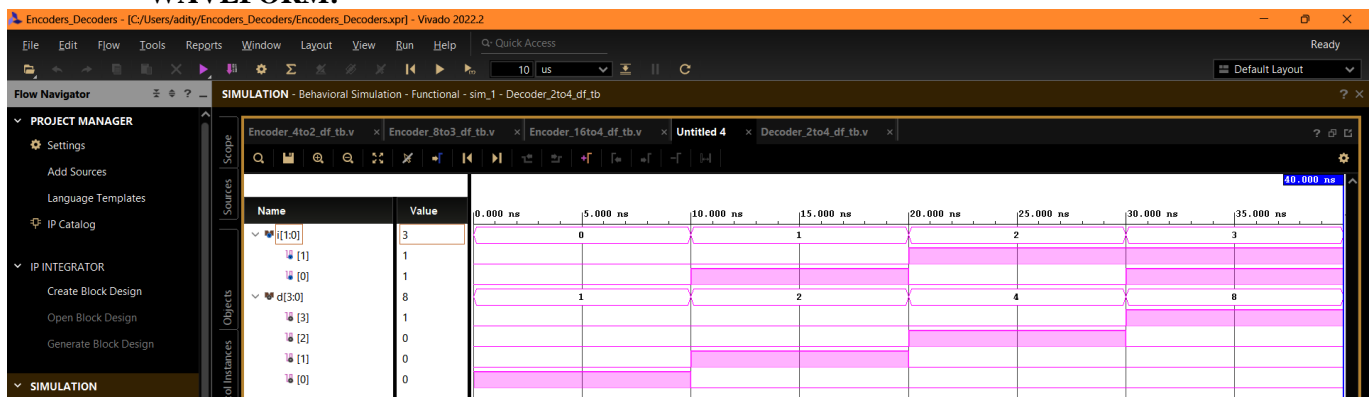 WAVEFORM:
Encoders_Decoders - [C:/Users/adity/Encoders_Decoders/Encoders_Decoders.xpr] - Vivado 2022.2
File Edit Flow Tools Reports Window Layout View Run Help Quick Access Ready
10 us Default Layout
Flow Navigator SIMULATION - Behavioral Simulation - Functional - sim_1 - Decoder_2to4_df_tb
PROJECT MANAGER
Settings
Add Sources
Language Templates
IP Catalog
IP INTEGRATOR
Create Block Design
Open Block Design
Generate Block Design
SIMULATION
Scope
Sources
Objects
ol Instances
Encoder_4to2_df_tb.v Encoder_8to3_df_tb.v Encoder_16to4_df_tb.v Untitled 4 Decoder_2to4_df_tb.v
40.000 ns
Name Value 0.000 ns 5.000 ns 10.000 ns 15.000 ns 20.000 ns 25.000 ns 30.000 ns 35.000 ns
i[1:0] 3 0 1 2 3
[1] 1
[0] 1
d[3:0] 8 1 2 4 8
[3] 1
[2] 0
[1] 0
[0] 0